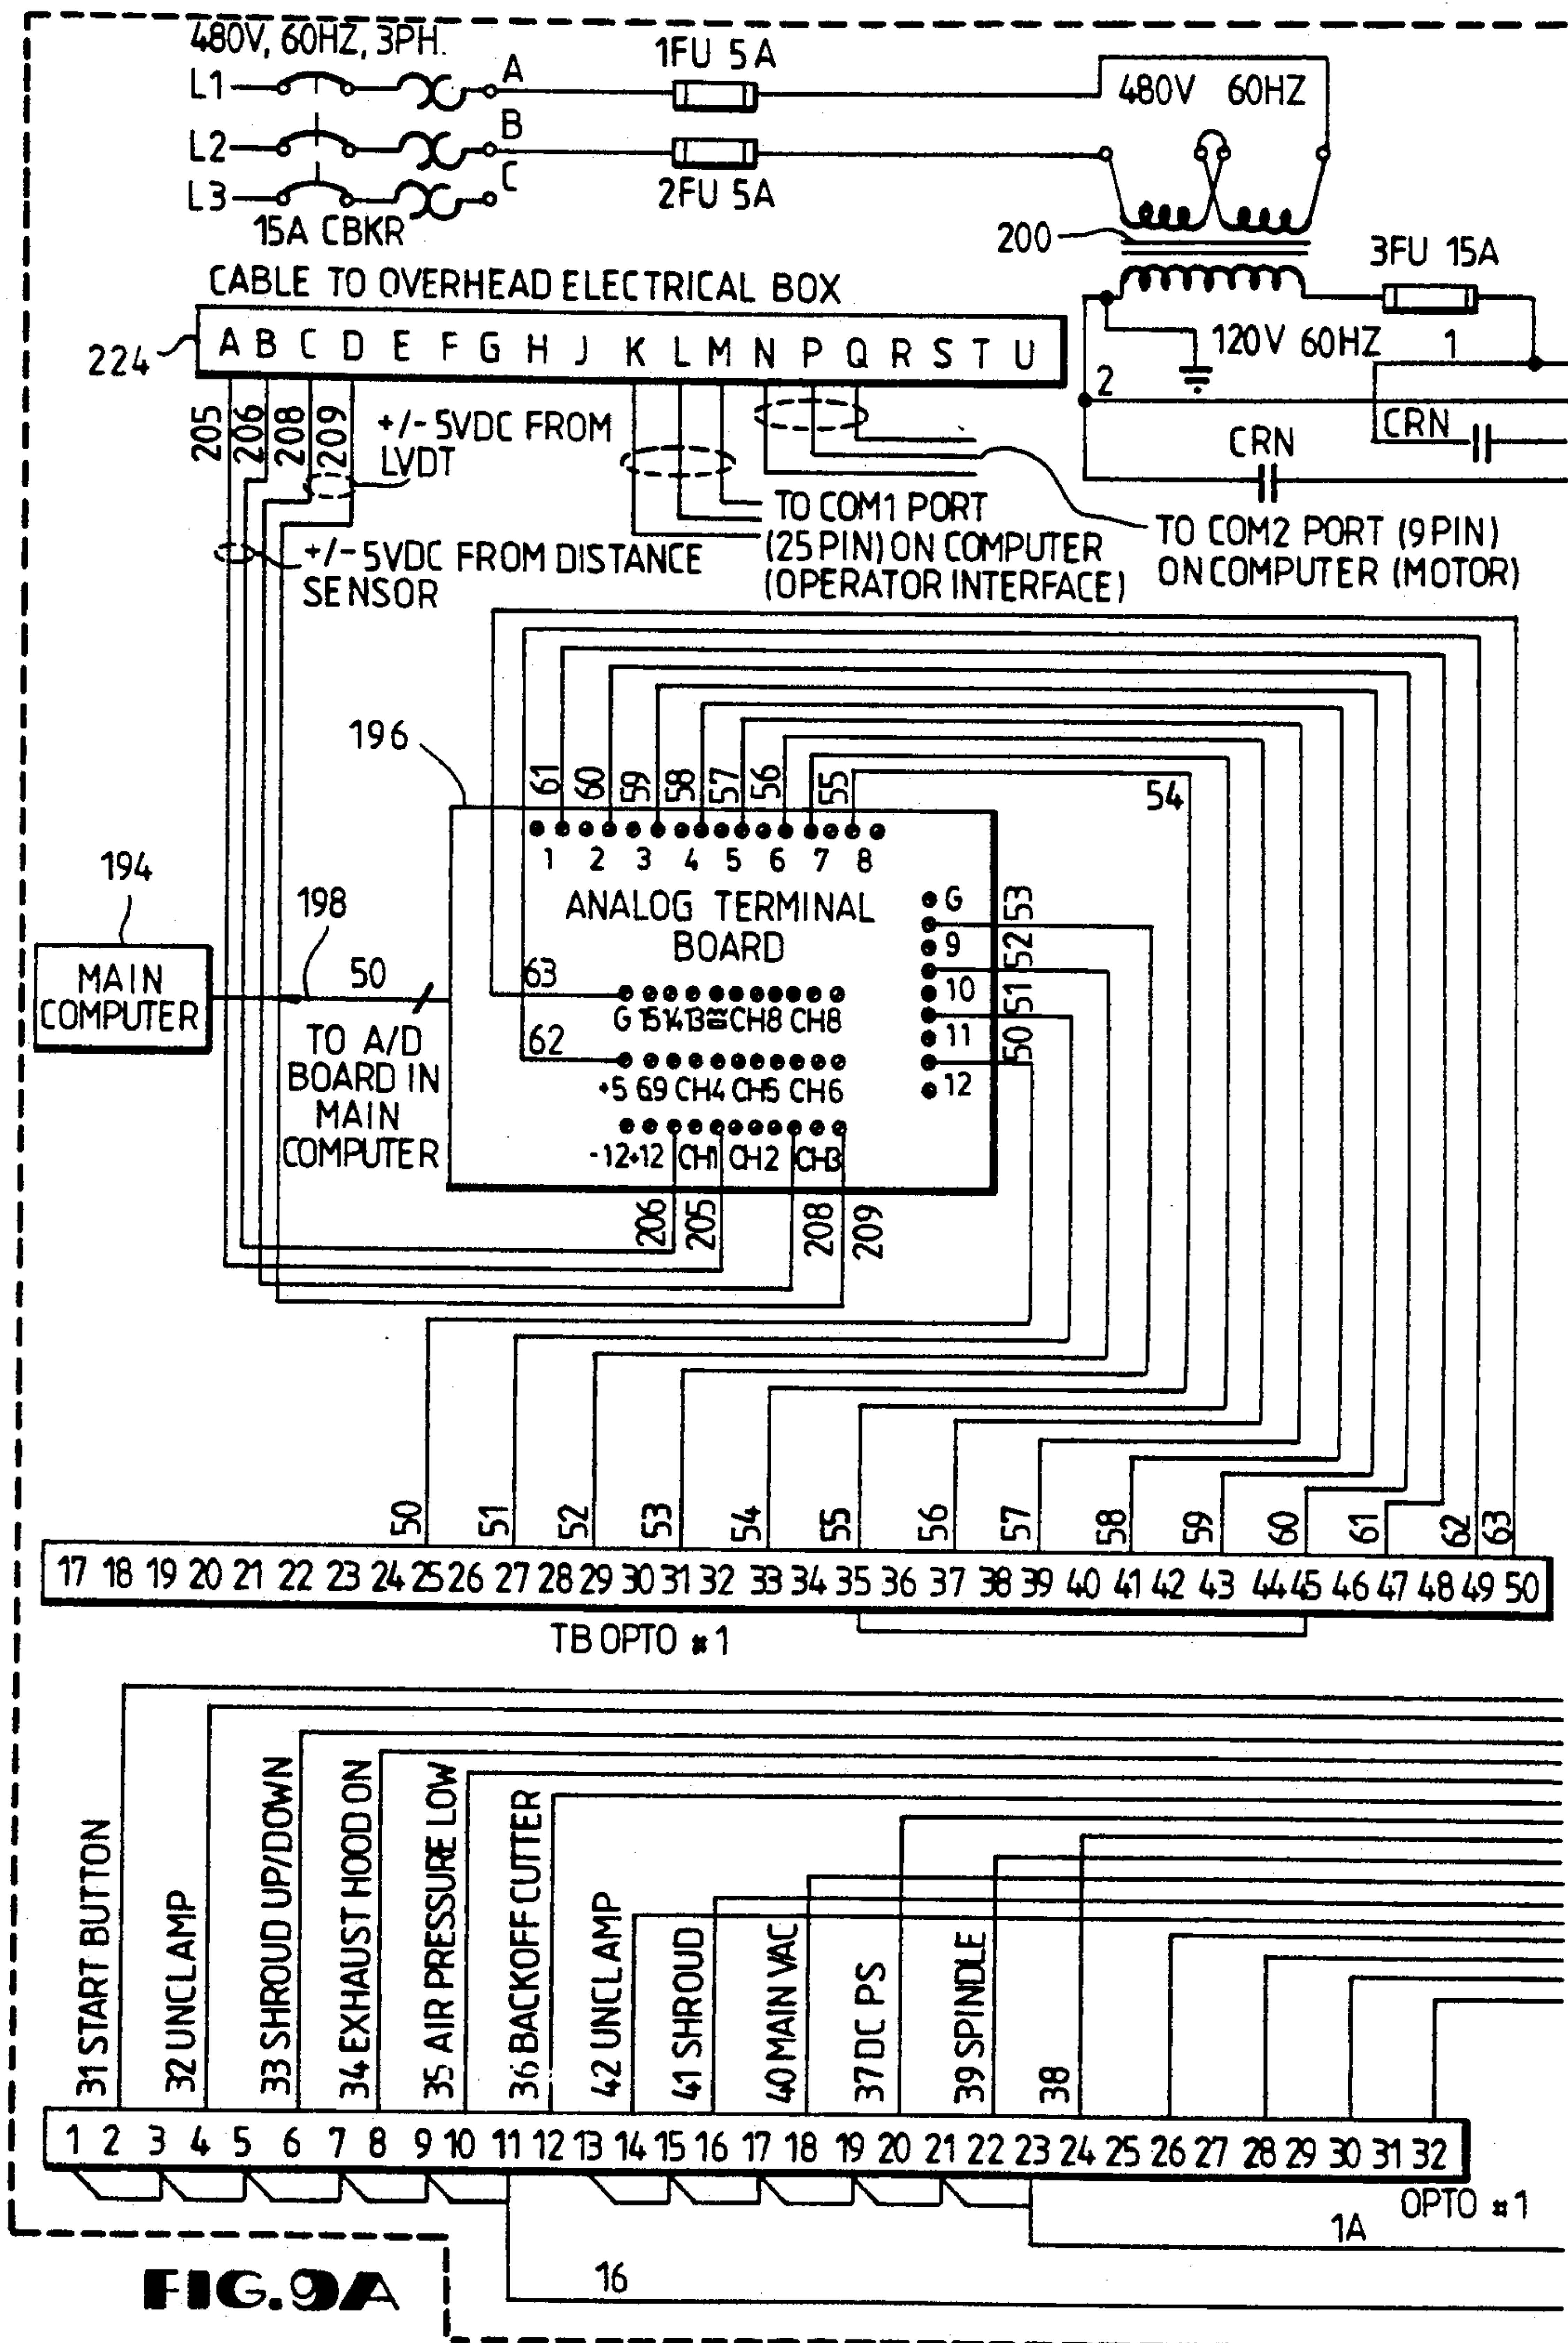 480V, 60HZ, 3PH.
L1
A
1FU 5A
480V 60HZ
L2
B
L3
C
2FU 5A
15A CBKR
200
3FU 15A
CABLE TO OVERHEAD ELECTRICAL BOX
224
A B C D E F G H J K L M N P Q R S T U
120V 60HZ
1
2
205
206
208
209
+/-5VDC FROM
LVDT
CRN
CRN
+/-5VDC FROM DISTANCE
SENSOR
TO COM1 PORT
(25 PIN) ON COMPUTER
(OPERATOR INTERFACE)
TO COM2 PORT (9 PIN)
ON COMPUTER (MOTOR)
196
61
60
59
58
57
56
55
54
1 2 3 4 5 6 7 8
194
198
ANALOG TERMINAL
BOARD
G
9
10
11
12
53
52
51
50
MAIN
COMPUTER
50
TO A/D
BOARD IN
MAIN
COMPUTER
63
G 15 14 13 CH8 CH8
62
+5 69 CH4 CH5 CH6
-12+12 CH1 CH2 CH3
206
205
208
209
50
51
52
53
54
55
56
57
58
59
60
61
62
63
17 18 19 20 21 22 23 24 25 26 27 28 29 30 31 32 33 34 35 36 37 38 39 40 41 42 43 44 45 46 47 48 49 50
TB OPTO #1
31 START BUTTON
32 UNCLAMP
33 SHROUD UP/DOWN
34 EXHAUST HOOD ON
35 AIR PRESSURE LOW
36 BACKOFF CUTTER
42 UNCLAMP
41 SHROUD
40 MAIN VAC
37 DC PS
39 SPINDLE
38
1 2 3 4 5 6 7 8 9 10 11 12 13 14 15 16 17 18 19 20 21 22 23 24 25 26 27 28 29 30 31 32
OPTO #1
1A
16
FIG.9A